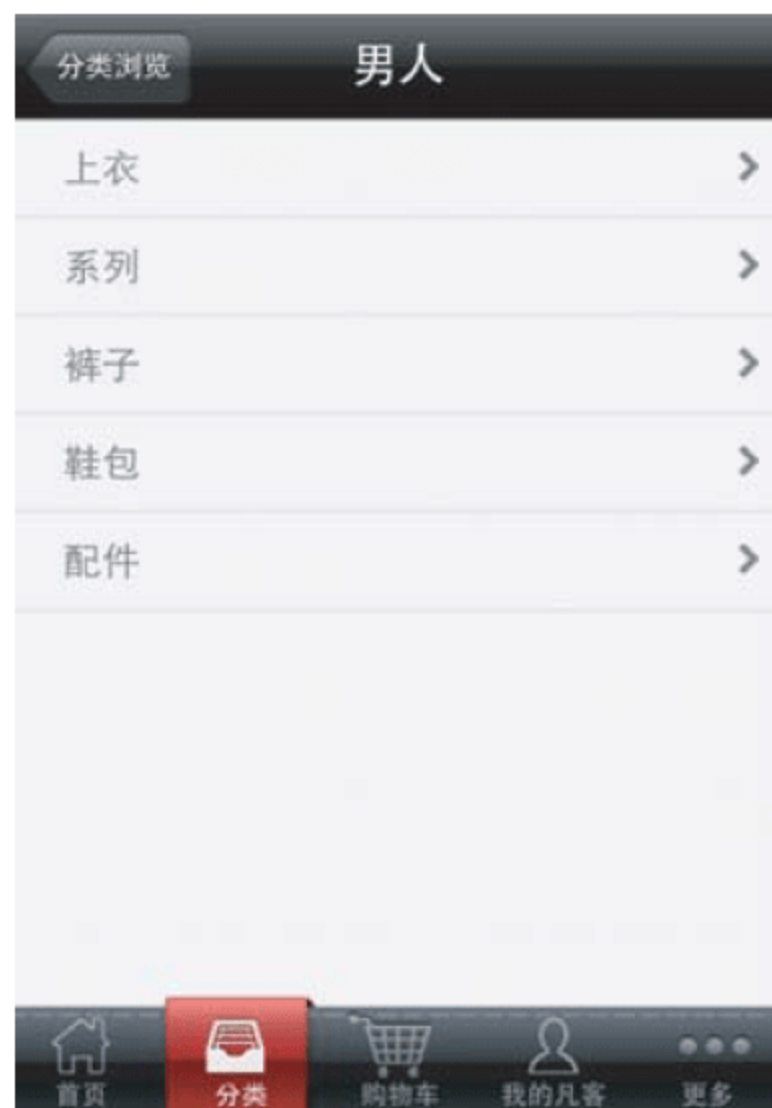 分类浏览 男人
上衣
系列
裤子
鞋包
配件
首页 分类 购物车 我的凡客 更多